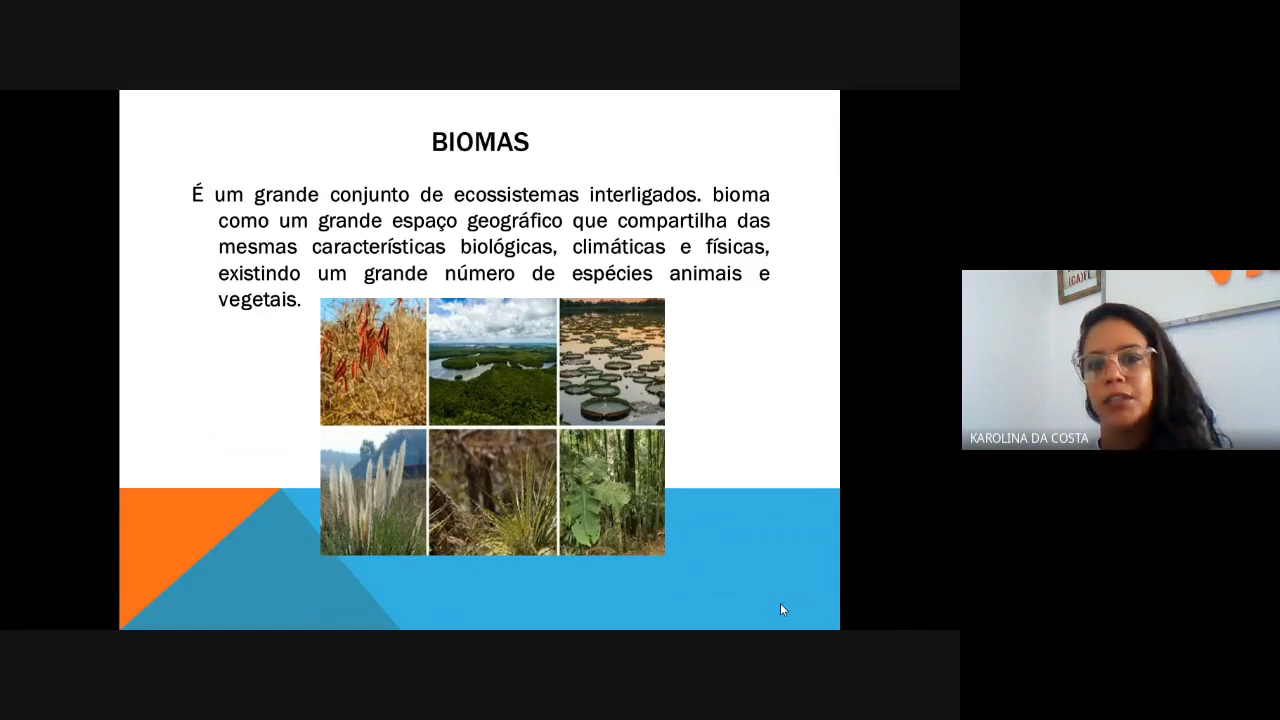 BIOMAS
É um grande conjunto de ecossistemas interligados. bioma
como um grande espaço geográfico que compartilha das
mesmas características biológicas, climáticas e físicas,
existindo um grande número de espécies animais e
vegetais.
KAROLINA DA COSTA